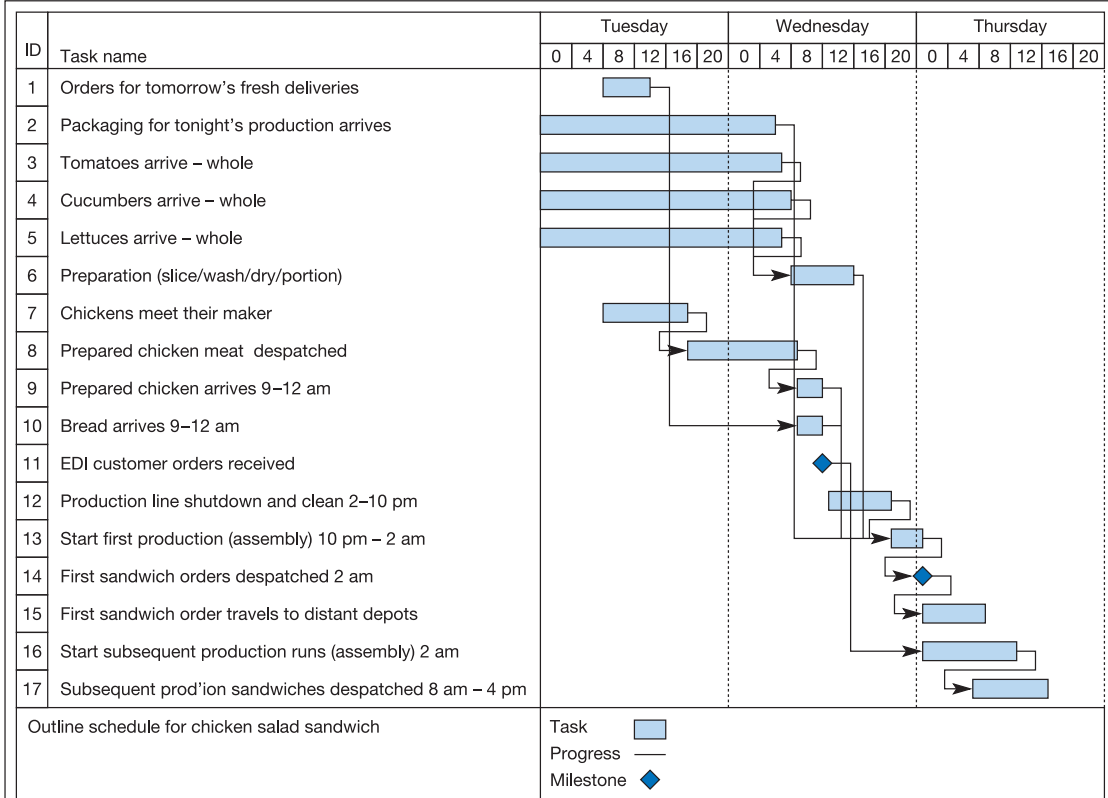 Tuesday Wednesday Thursday
ID Task name 0 4 8 12 16 20 0 4 8 12 16 20 0 4 8 12 16 20
1 Orders for tomorrow's fresh deliveries
2 Packaging for tonight's production arrives
3 Tomatoes arrive – whole
4 Cucumbers arrive – whole
5 Lettuces arrive – whole
6 Preparation (slice/wash/dry/portion)
7 Chickens meet their maker
8 Prepared chicken meat despatched
9 Prepared chicken arrives 9–12 am
10 Bread arrives 9–12 am
11 EDI customer orders received
12 Production line shutdown and clean 2–10 pm
13 Start first production (assembly) 10 pm – 2 am
14 First sandwich orders despatched 2 am
15 First sandwich order travels to distant depots
16 Start subsequent production runs (assembly) 2 am
17 Subsequent prod'ion sandwiches despatched 8 am – 4 pm
Outline schedule for chicken salad sandwich
Task
Progress
Milestone